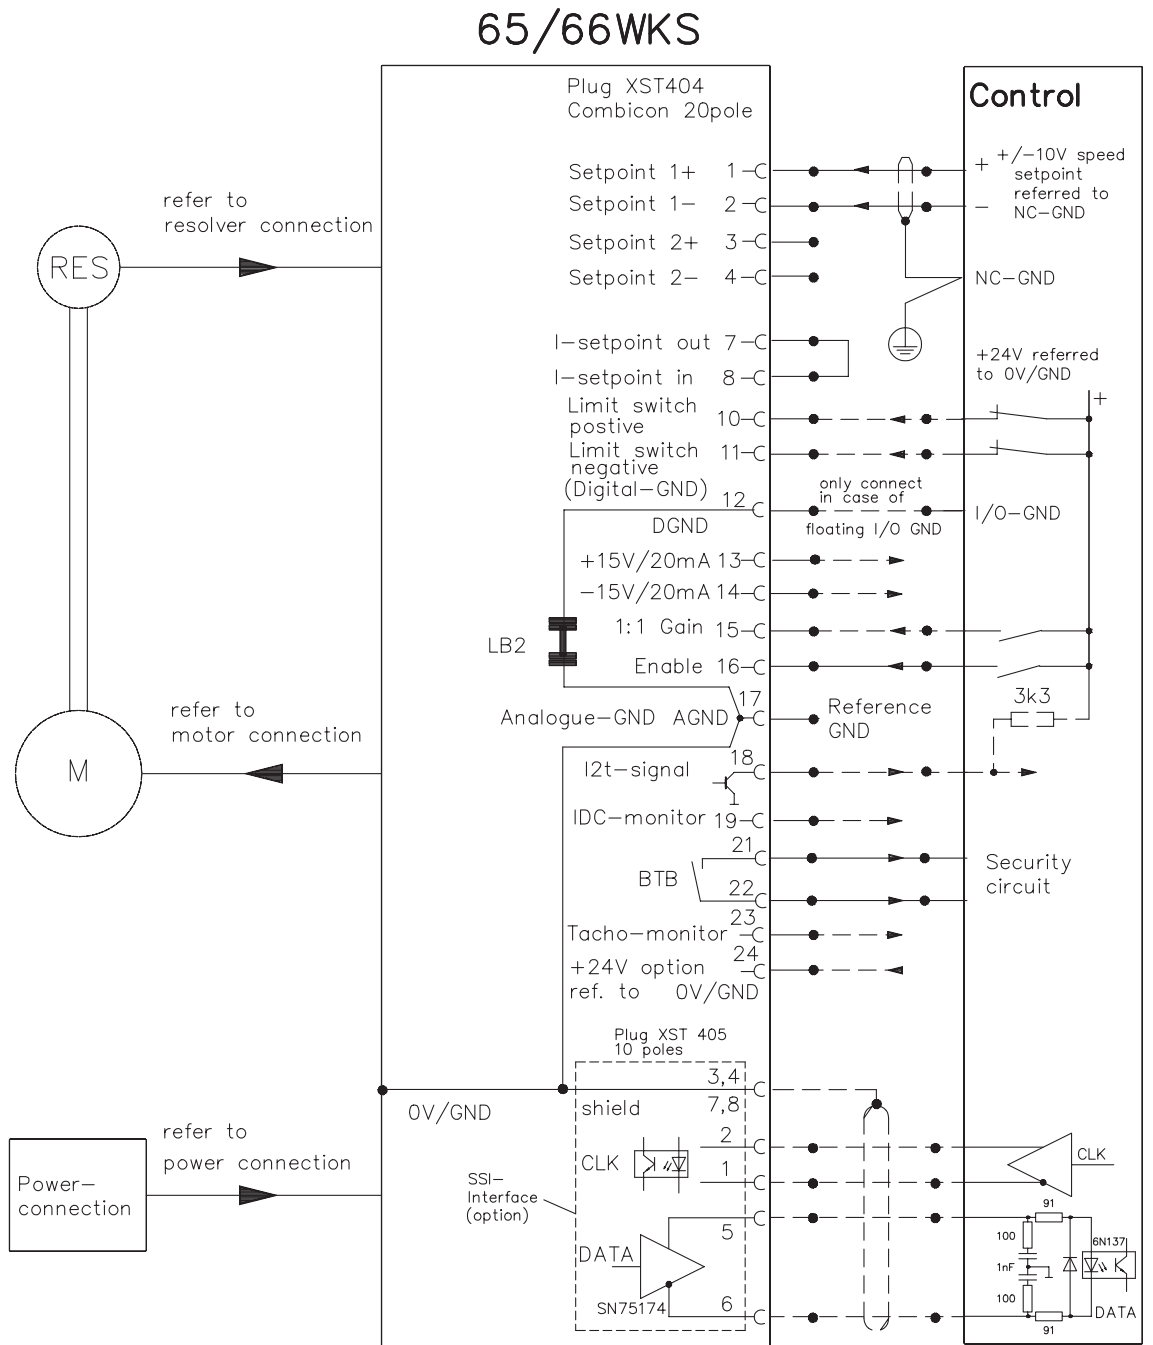 65/66WKS
Plug XST404
Combicon 20pole
Control
Setpoint 1+ 1
+ +/-10V speed
setpoint
referred to
- NC-GND
Setpoint 1- 2
Setpoint 2+ 3
Setpoint 2- 4
NC-GND
refer to
resolver connection
RES
I-setpoint out 7
I-setpoint in 8
+24V referred
to 0V/GND
+
Limit switch
postive
10
Limit switch
negative
11
(Digital-GND)
12
DGND
only connect
in case of
floating I/O GND
I/O-GND
+15V/20mA 13
-15V/20mA 14
1:1 Gain 15
LB2
Enable 16
3k3
17
Analogue-GND AGND
Reference
GND
refer to
motor connection
M
18
I2t-signal
IDC-monitor 19
21
BTB
22
Security
circuit
23
Tacho-monitor
24
+24V option
ref. to 0V/GND
Plug XST 405
10 poles
3,4
0V/GND
shield
7,8
refer to
power connection
Power-
connection
2
CLK
1
CLK
SSI-
Interface
(option)
5
DATA
SN75174
6
91
100
1nF
100
91
6N137
DATA